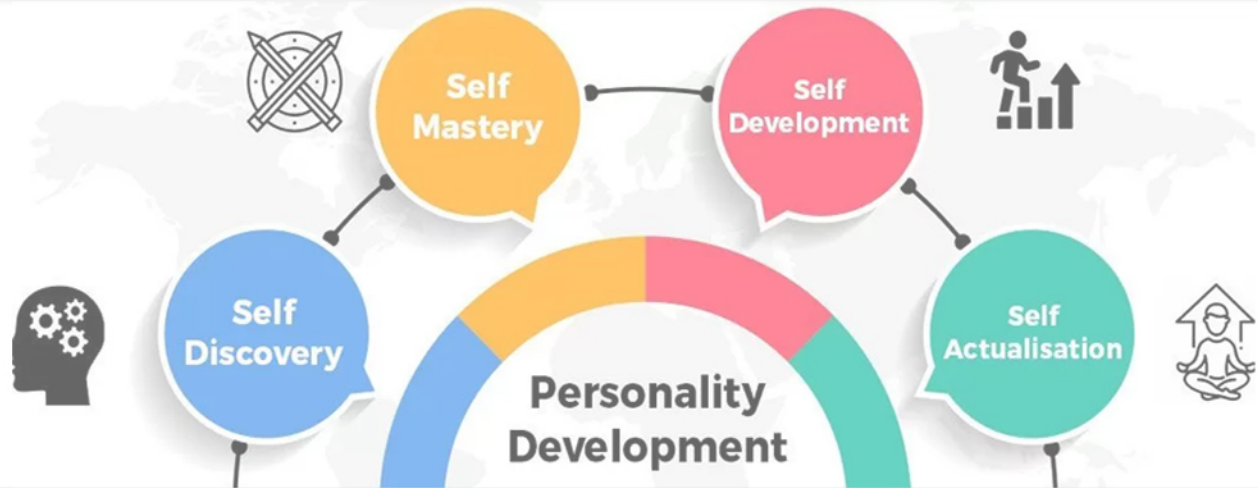 Self
Mastery
Self
Development
Self
Discovery
Self
Actualisation
Personality
Development